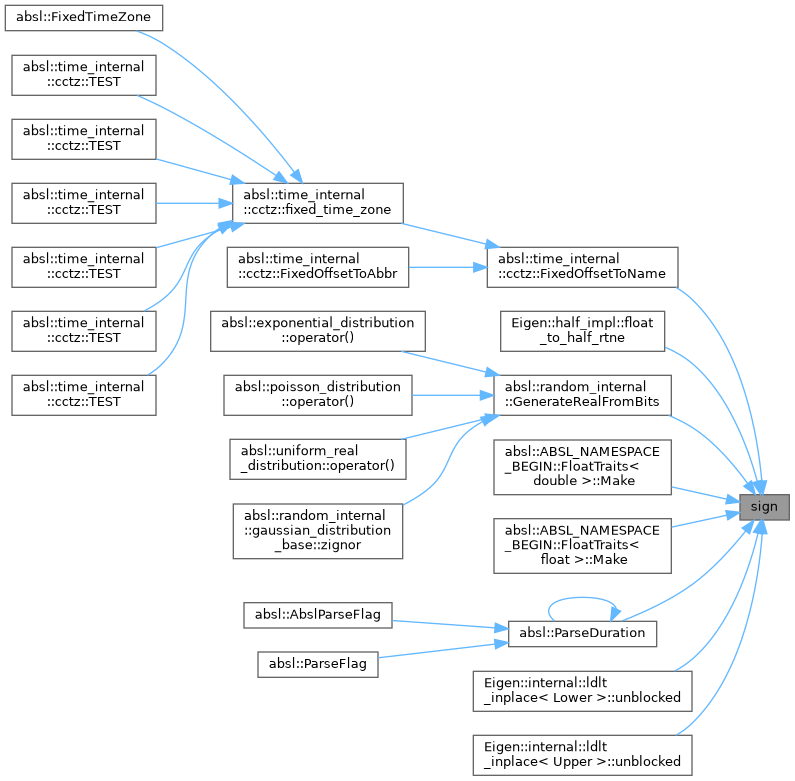 absl::FixedTimeZone
absl::time_internal
::cctz::TEST
absl::time_internal
::cctz::TEST
absl::time_internal
::cctz::TEST
absl::time_internal
::cctz::TEST
absl::time_internal
::cctz::TEST
absl::time_internal
::cctz::TEST
absl::time_internal
::cctz::fixed_time_zone
absl::time_internal
::cctz::FixedOffsetToAbbr
absl::exponential_distribution
::operator()
absl::poisson_distribution
::operator()
absl::uniform_real
_distribution::operator()
absl::random_internal
::gaussian_distribution
_base::zignor
absl::AbslParseFlag
absl::ParseFlag
absl::time_internal
::cctz::FixedOffsetToName
Eigen::half_impl::float
_to_half_rtne
absl::random_internal
::GenerateRealFromBits
absl::ABSL_NAMESPACE
_BEGIN::FloatTraits<
double >::Make
absl::ABSL_NAMESPACE
_BEGIN::FloatTraits<
float >::Make
absl::ParseDuration
Eigen::internal::ldlt
_inplace< Lower >::unblocked
Eigen::internal::ldlt
_inplace< Upper >::unblocked
sign